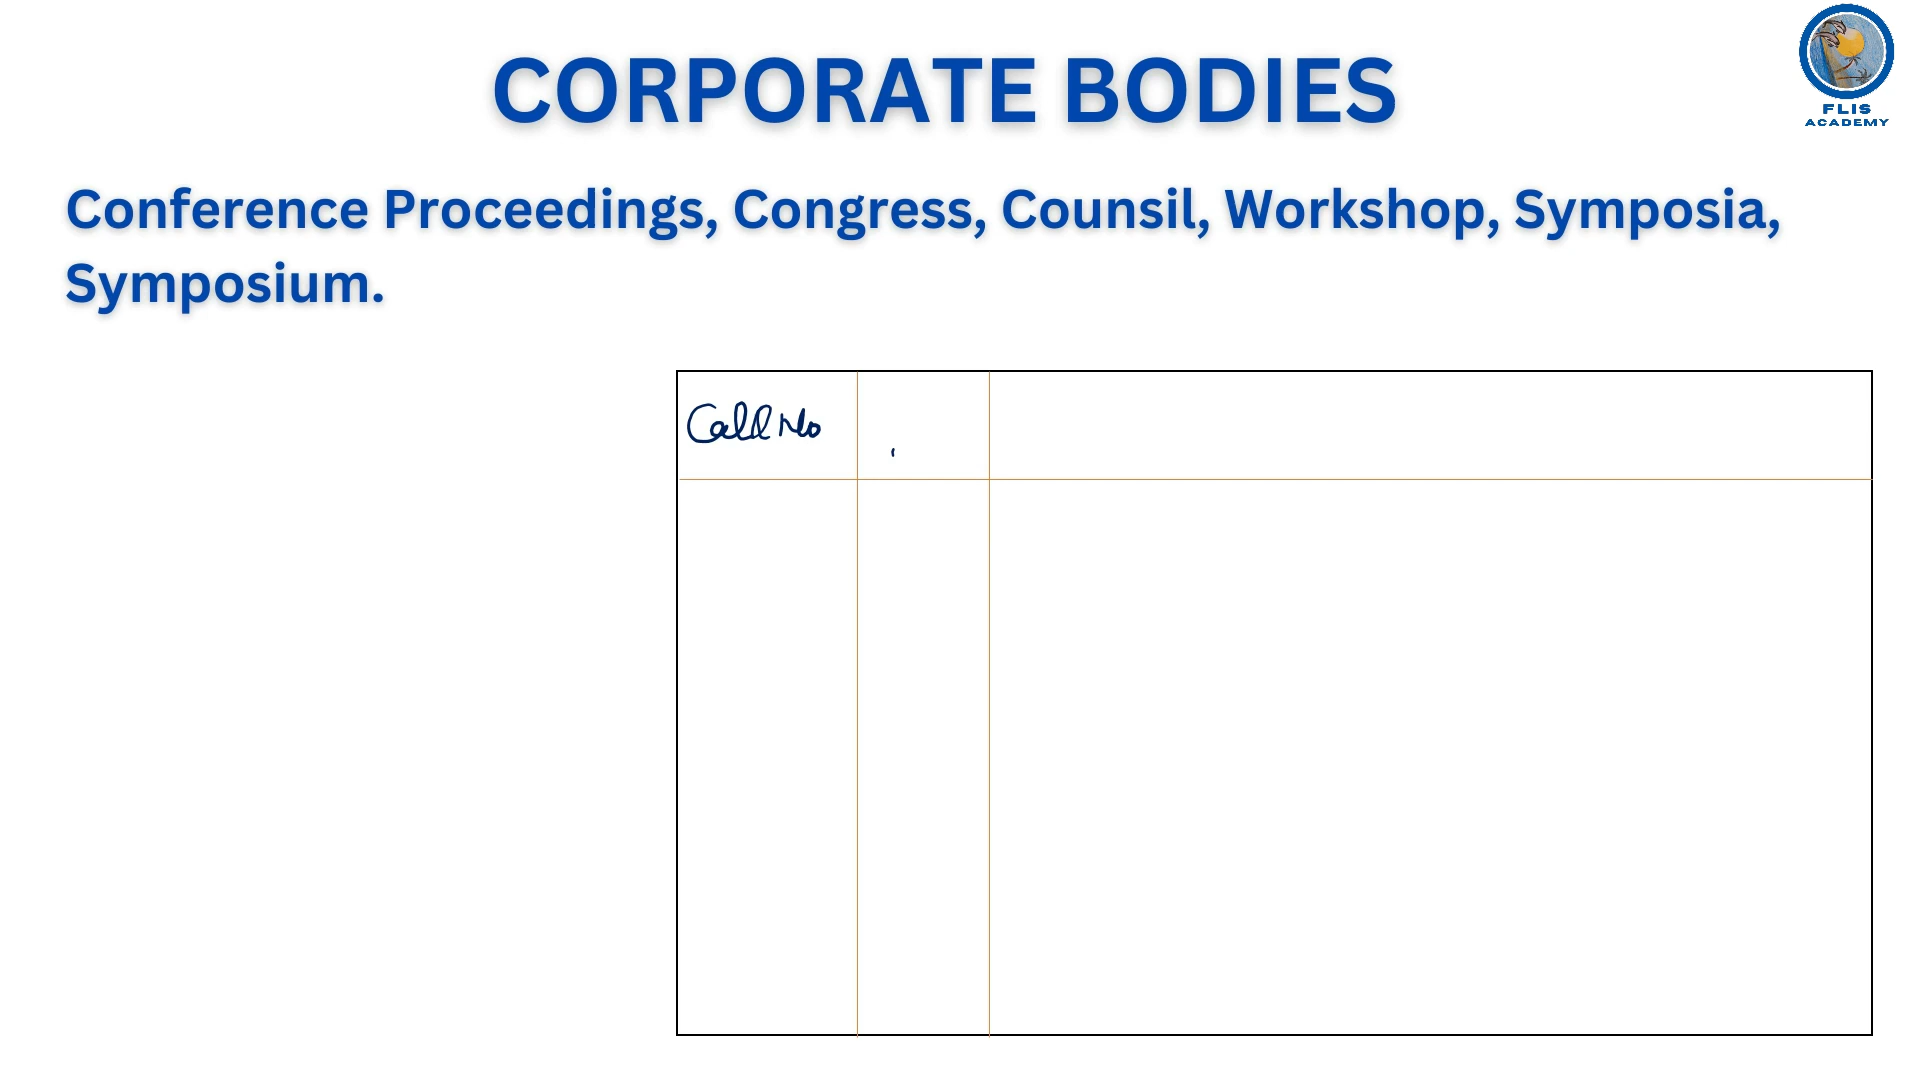 CORPORATE BODIES
FLIS
ACADEMY
Conference Proceedings, Congress, Counsil, Workshop, Symposia,
Symposium.
Call No